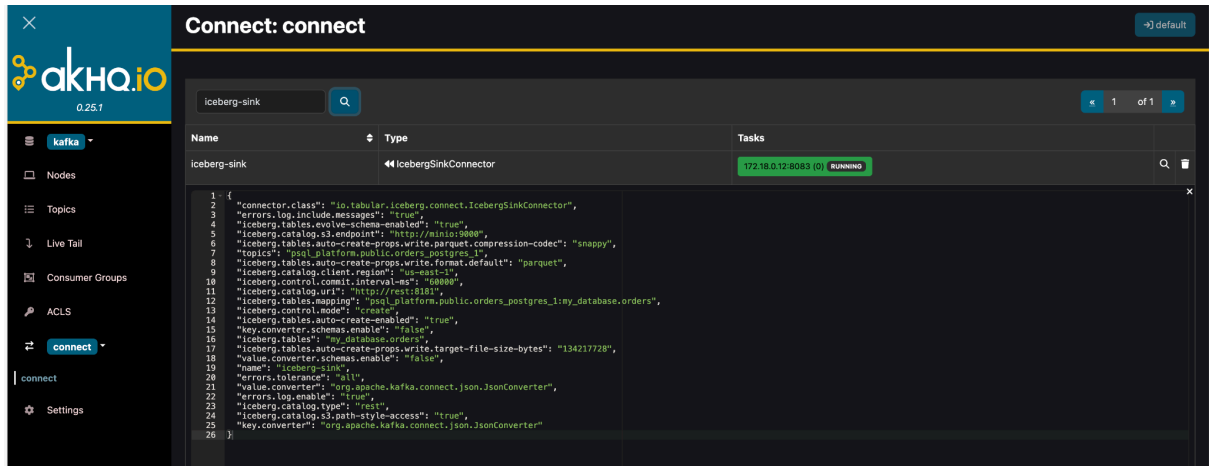 Connect: connect
default
akHQ.io
0.25.1
kafka
Nodes
Topics
Live Tail
Consumer Groups
ACLS
connect
connect
Settings
iceberg-sink
« 1 of 1 »
Name Type Tasks
iceberg-sink IcebergSinkConnector 172.18.0.12:8083 (0) RUNNING
1 {
2 "connector.class": "io.tabular.iceberg.connect.IcebergSinkConnector",
3 "errors.log.include.messages": "true",
4 "iceberg.tables.evolve-schema-enabled": "true",
5 "iceberg.catalog.s3.endpoint": "http://minio:9000",
6 "iceberg.tables.auto-create-props.write.parquet.compression-codec": "snappy",
7 "topics": "psql_platform.public.orders_postgres_1",
8 "iceberg.tables.auto-create-props.write.format.default": "parquet",
9 "iceberg.catalog.client.region": "us-east-1",
10 "iceberg.control.commit.interval-ms": "60000",
11 "iceberg.catalog.uri": "http://rest:8181",
12 "iceberg.tables.mapping": "psql_platform.public.orders_postgres_1:my_database.orders",
13 "iceberg.control.mode": "create",
14 "iceberg.tables.auto-create-enabled": "true",
15 "key.converter.schemas.enable": "false",
16 "iceberg.tables": "my_database.orders",
17 "iceberg.tables.auto-create-props.write.target-file-size-bytes": "134217728",
18 "value.converter.schemas.enable": "false",
19 "name": "iceberg-sink",
20 "errors.tolerance": "all",
21 "value.converter": "org.apache.kafka.connect.json.JsonConverter",
22 "errors.log.enable": "true",
23 "iceberg.catalog.type": "rest",
24 "iceberg.catalog.s3.path-style-access": "true",
25 "key.converter": "org.apache.kafka.connect.json.JsonConverter"
26 }